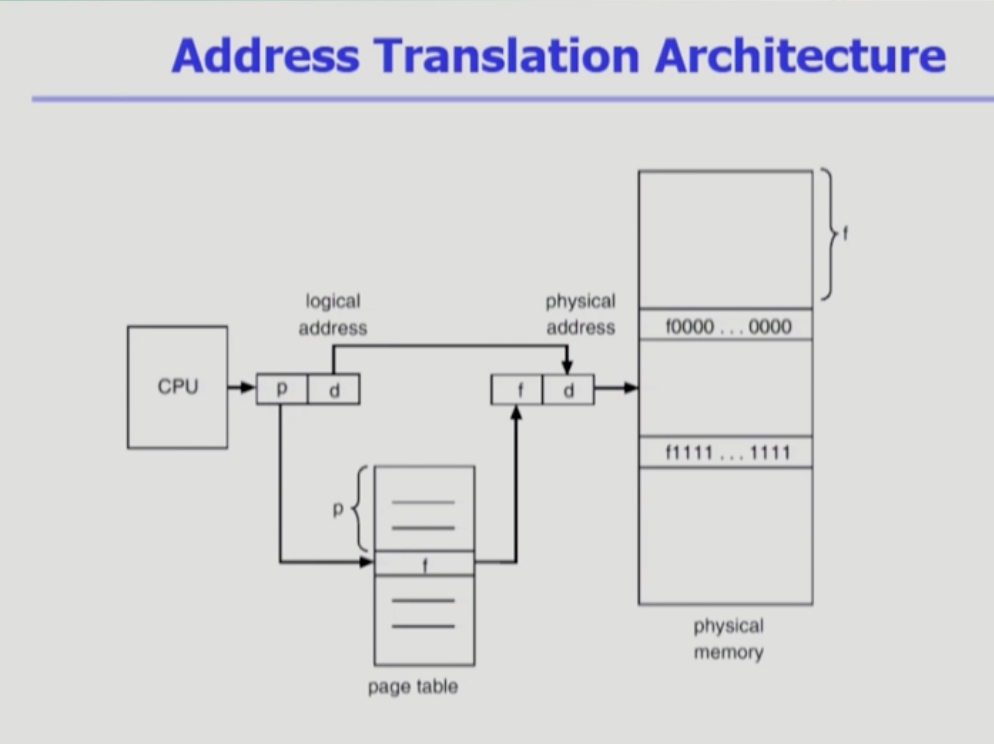 Address Translation Architecture
logical
address
physical
address
f
f0000 ... 0000
CPU
p d
f d
f1111 ... 1111
p
f
page table
physical
memory